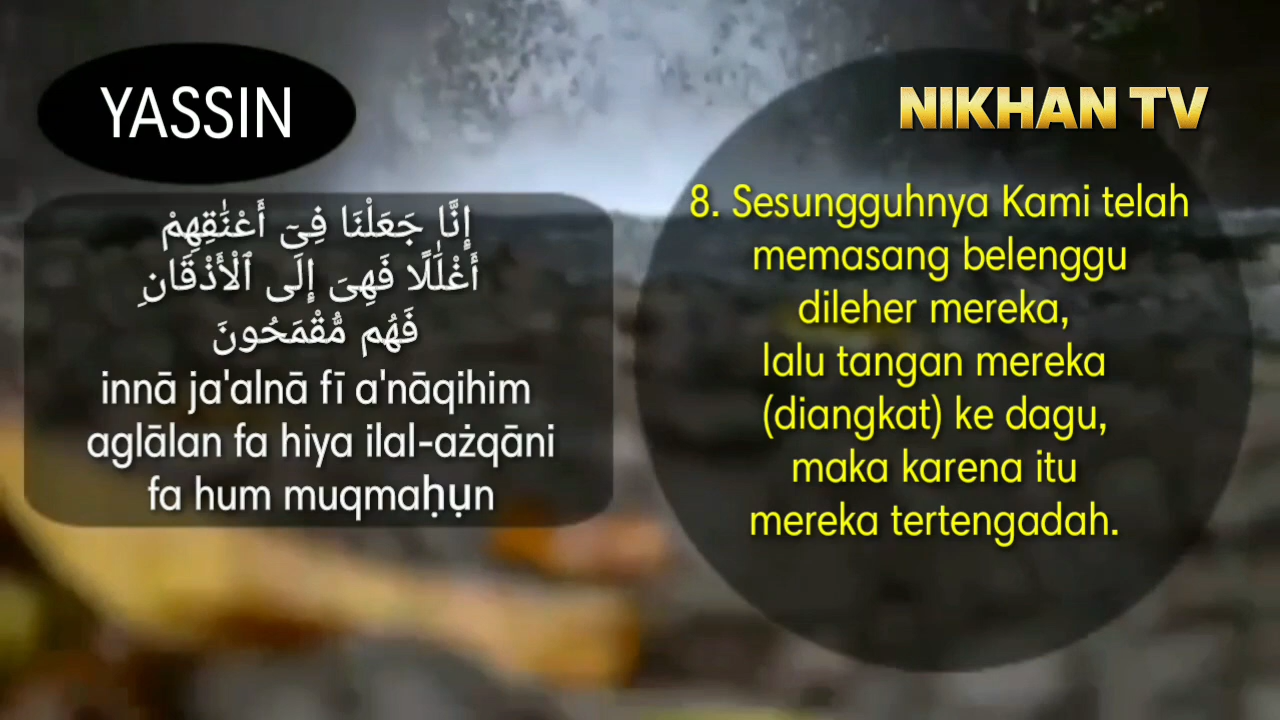 YASSIN
NIKHAN TV
إِنَّا جَعَلْنَا فِىٓ أَعْنَٰقِهِمْ
أَغْلَٰلًا فَهِىَ إِلَى ٱلْأَذْقَانِ
فَهُم مُّقْمَحُونَ
innā ja'alnā fī a'nāqihim
aglālan fa hiya ilal-ażqāni
fa hum muqmaḥụn
8. Sesungguhnya Kami telah
memasang belenggu
dileher mereka,
lalu tangan mereka
(diangkat) ke dagu,
maka karena itu
mereka tertengadah.